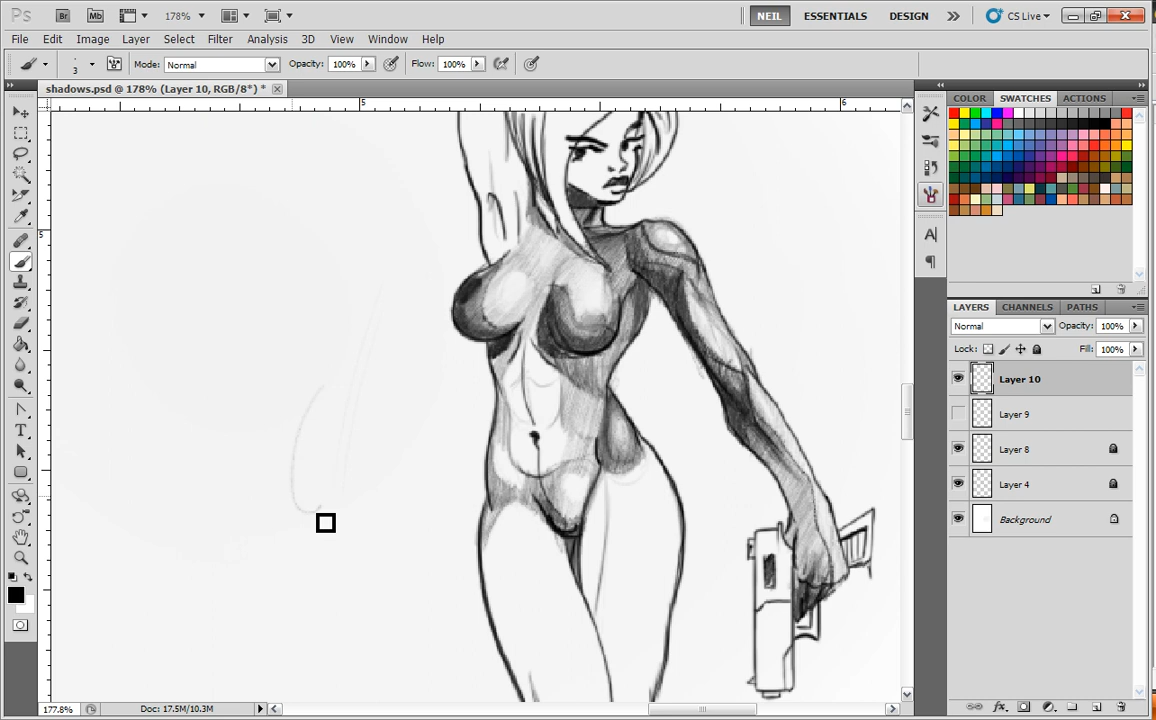 Ps Br Mb 178% NEIL ESSENTIALS DESIGN CS Live
File Edit Image Layer Select Filter Analysis 3D View Window Help
3 Mode: Normal Opacity: 100% Flow: 100%
shadows.psd @ 178% (Layer 10, RGB/8*) *
5 6
5
COLOR SWATCHES ACTIONS
LAYERS CHANNELS PATHS
Normal Opacity: 100%
Lock: Fill: 100%
Layer 10
Layer 9
Layer 8
Layer 4
Background
177.8% Doc: 17.5M/10.3M